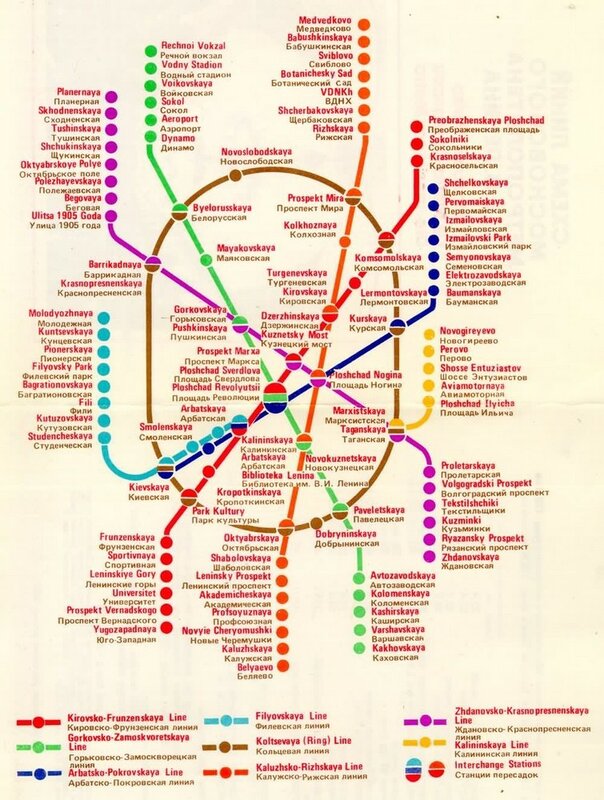 Medvedkovo
Медведково
Babushkinskaya
Бабушкинская
Sviblovo
Свиблово
Botanichesky Sad
Ботанический сад
VDNKh
ВДНХ
Shcherbakovskaya
Щербаковская
Rizhskaya
Рижская
Rechnoi Vokzal
Речной вокзал
Vodny Stadion
Водный стадион
Voikovskaya
Войковская
Sokol
Сокол
Aeroport
Аэропорт
Dynamo
Динамо
Planernaya
Планерная
Skhodnenskaya
Сходненская
Tushinskaya
Тушинская
Shchukinskaya
Щукинская
Oktyabrskoye Polye
Октябрьское поле
Polezhayevskaya
Полежаевская
Begovaya
Беговая
Ulitsa 1905 Goda
Улица 1905 года
Preobrazhenskaya Ploshchad
Преображенская площадь
Sokolniki
Сокольники
Krasnoselskaya
Красносельская
Novoslobodskaya
Новослободская
Shchelkovskaya
Щелковская
Pervomaiskaya
Первомайская
Izmailovskaya
Измайловская
Izmailovski Park
Измайловский парк
Semyonovskaya
Семеновская
Elektrozavodskaya
Электрозаводская
Baumanskaya
Бауманская
Byelorusskaya
Белорусская
Prospekt Mira
Проспект Мира
Kolkhoznaya
Колхозная
Mayakovskaya
Маяковская
Komsomolskaya
Комсомольская
Barrikadnaya
Баррикадная
Krasnopresnenskaya
Краснопресненская
Turgenevskaya
Тургеневская
Kirovskaya
Кировская
Lermontovskaya
Лермонтовская
Gorkovskaya
Горьковская
Pushkinskaya
Пушкинская
Dzerzhinskaya
Дзержинская
Kuznetsky Most
Кузнецкий мост
Kurskaya
Курская
Molodyozhnaya
Молодежная
Kuntsevskaya
Кунцевская
Pionerskaya
Пионерская
Filyovsky Park
Филевский парк
Bagrationovskaya
Багратионовская
Fili
Фили
Kutuzovskaya
Кутузовская
Studencheskaya
Студенческая
Prospekt Marxa
Проспект Маркса
Ploshchad Sverdlova
Площадь Свердлова
Ploshchad Revolyutsii
Площадь Революции
Ploshchad Nogina
Площадь Ногина
Novogireyevo
Новогиреево
Perovo
Перово
Shosse Entuziastov
Шоссе Энтузиастов
Aviamotornaya
Авиамоторная
Ploshchad Ilyicha
Площадь Ильича
Arbatskaya
Арбатская
Smolenskaya
Смоленская
Marxistskaya
Марксистская
Taganskaya
Таганская
Kalininskaya
Калининская
Arbatskaya
Арбатская
Biblioteka Lenina
Библиотека им. В.И. Ленина
Novokuznetskaya
Новокузнецкая
Kievskaya
Киевская
Kropotkinskaya
Кропоткинская
Park Kultury
Парк культуры
Paveletskaya
Павелецкая
Oktyabrskaya
Октябрьская
Dobryninskaya
Добрынинская
Proletarskaya
Пролетарская
Volgogradsky Prospekt
Волгоградский проспект
Tekstilshchiki
Текстильщики
Kuzminki
Кузьминки
Ryazansky Prospekt
Рязанский проспект
Zhdanovskaya
Ждановская
Frunzenskaya
Фрунзенская
Sportivnaya
Спортивная
Leninskiye Gory
Ленинские горы
Universitet
Университет
Prospekt Vernadskogo
Проспект Вернадского
Yugozapadnaya
Юго-Западная
Shabolovskaya
Шаболовская
Leninsky Prospekt
Ленинский проспект
Akademicheskaya
Академическая
Profsoyuznaya
Профсоюзная
Novyie Cheryomushki
Новые Черемушки
Kaluzhskaya
Калужская
Belyaevo
Беляево
Avtozavodskaya
Автозаводская
Kolomenskaya
Коломенская
Kashirskaya
Каширская
Varshavskaya
Варшавская
Kakhovskaya
Каховская
Kirovsko-Frunzenskaya Line
Кировско-Фрунзенская линия
Gorkovsko-Zamoskvoretskaya
Line
Горьковско-Замоскворецкая
линия
Arbatsko-Pokrovskaya Line
Арбатско-Покровская линия
Filyovskaya Line
Филевская линия
Koltsevaya (Ring) Line
Кольцевая линия
Kaluzhsko-Rizhskaya Line
Калужско-Рижская линия
Zhdanovsko-Krasnopresnenskaya
Line
Ждановско-Краснопресненская
линия
Kalininskaya Line
Калининская линия
Interchange Stations
Станции пересадок